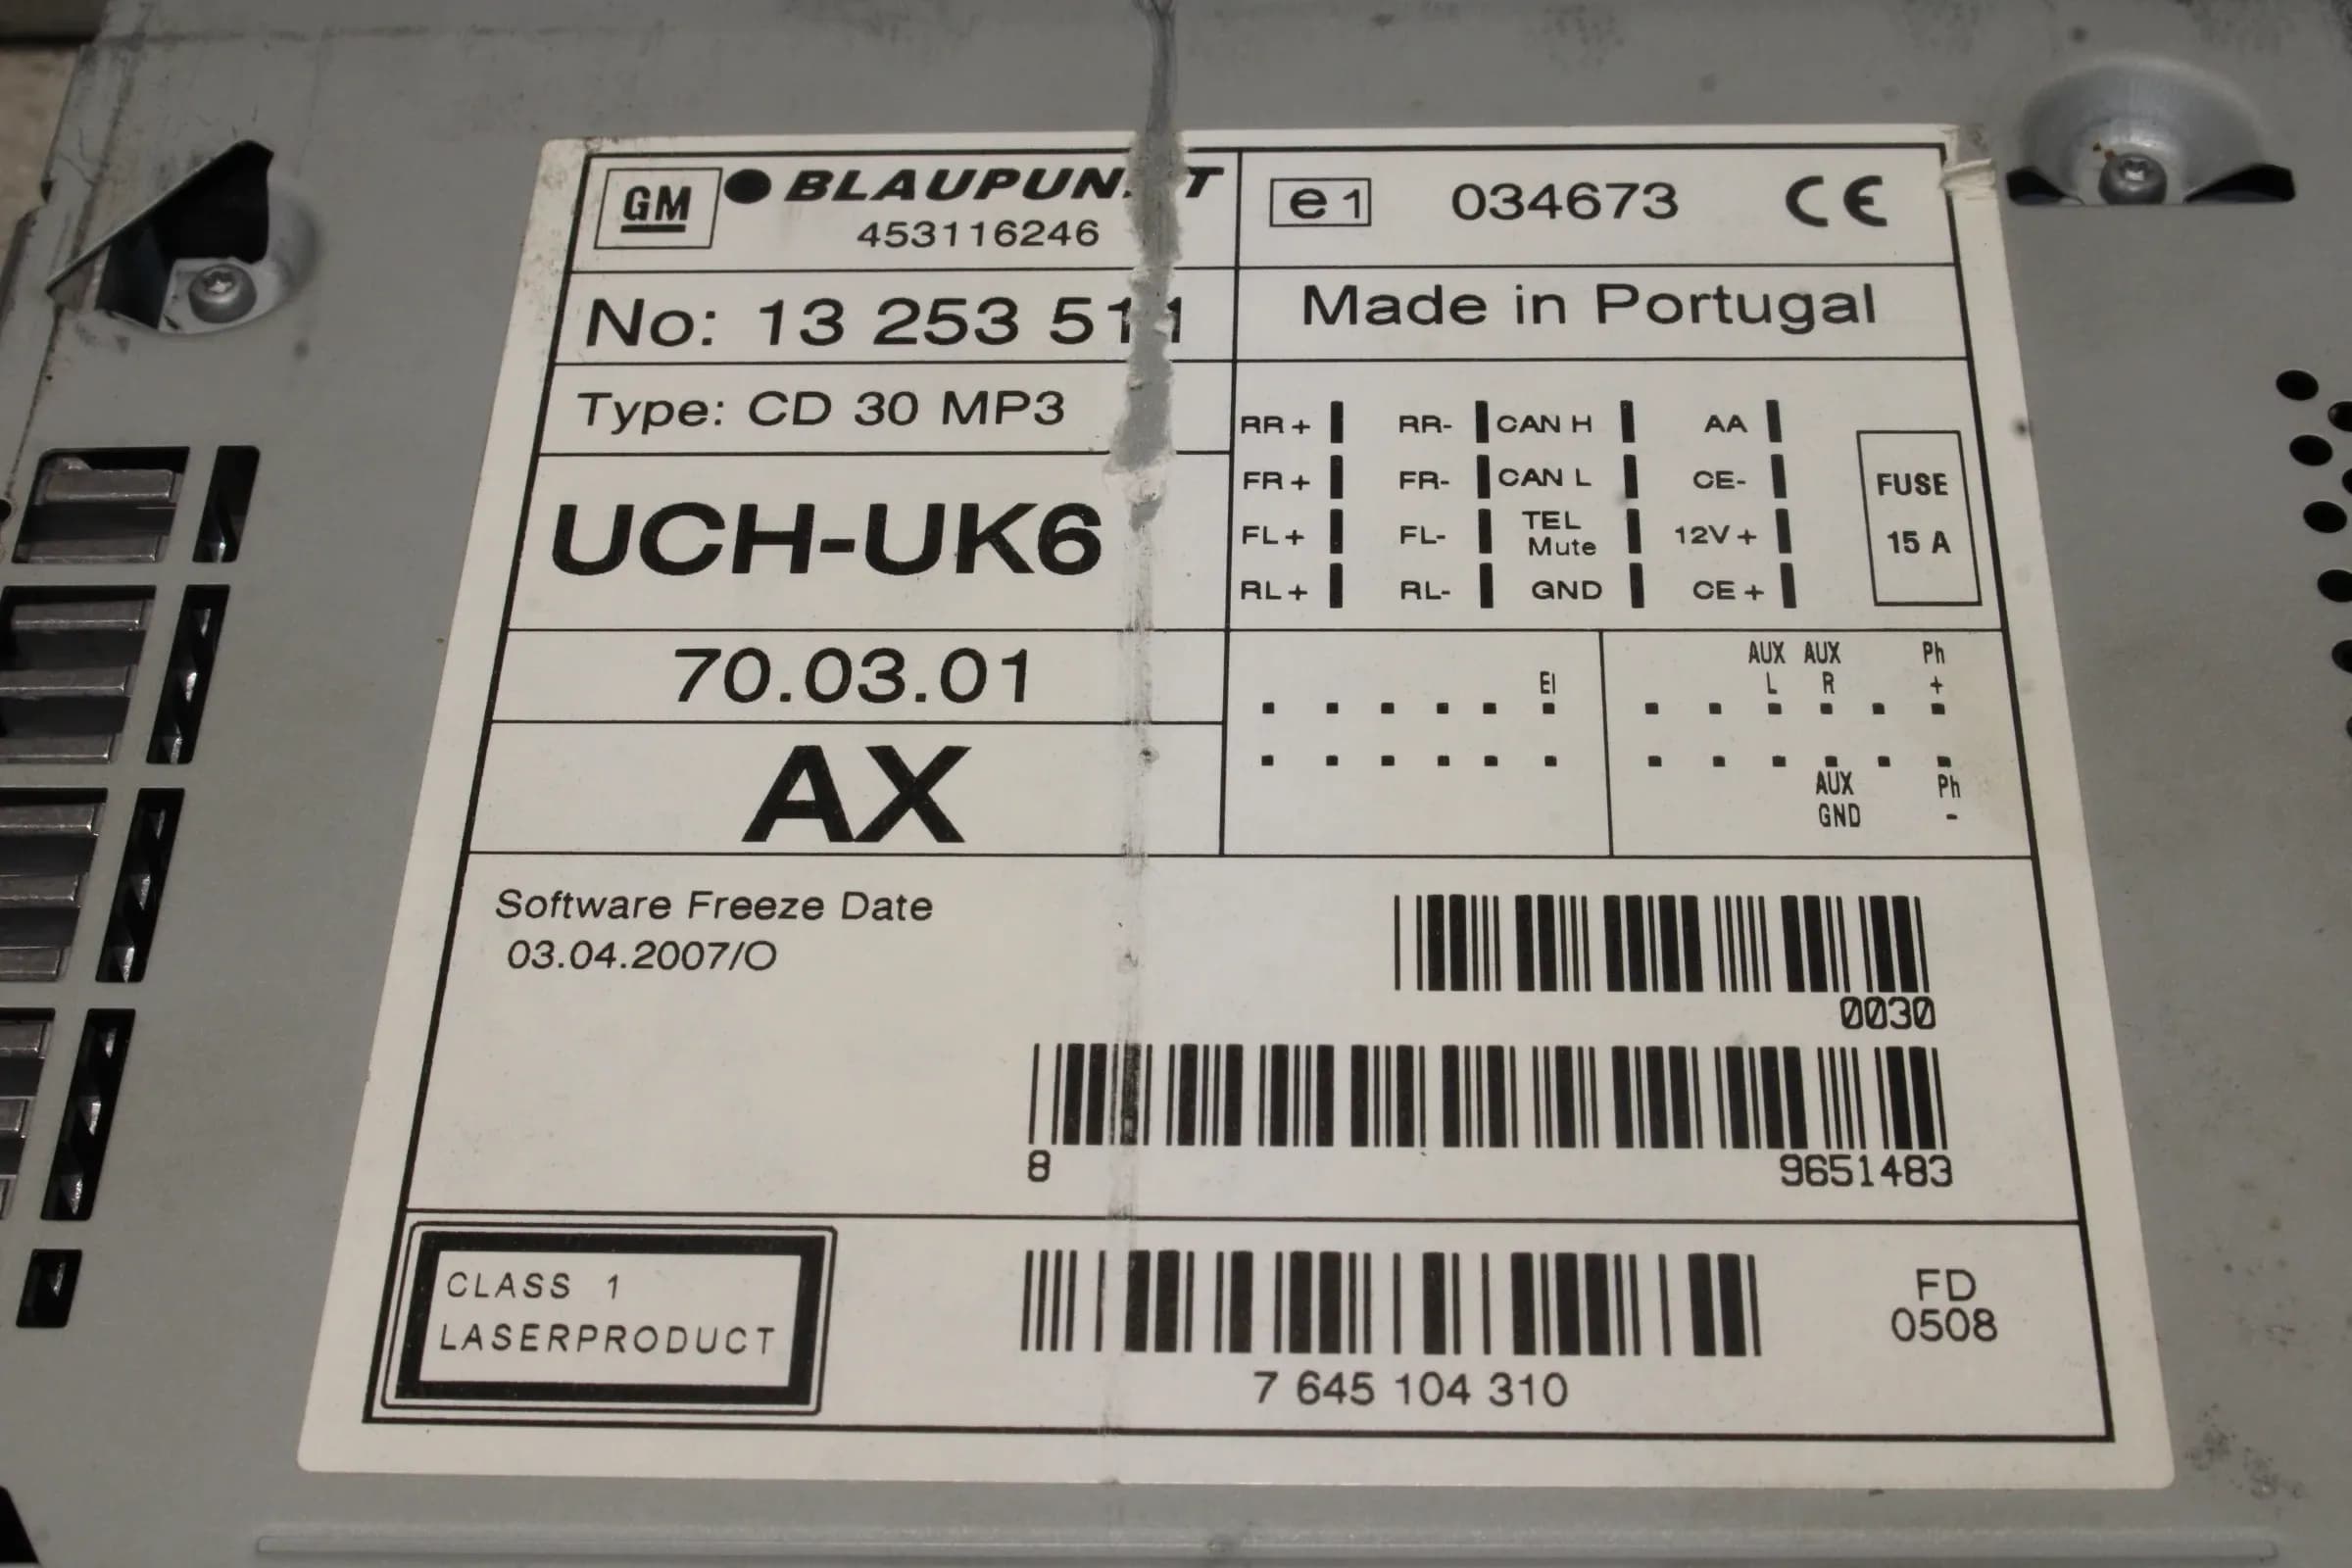 GM BLAUPUNKT
453116246
e1 034673 CE
No: 13 253 511
Made in Portugal
Type: CD 30 MP3
UCH-UK6
70.03.01
AX
RR+ RR- CAN H AA
FR+ FR- CAN L CE-
FL+ FL- TEL Mute 12V+
RL+ RL- GND CE+
FUSE
15 A
EI
AUX L AUX R Ph +
AUX GND Ph -
Software Freeze Date
03.04.2007/O
0030
8 9651483
CLASS 1
LASERPRODUCT
7 645 104 310
FD
0508